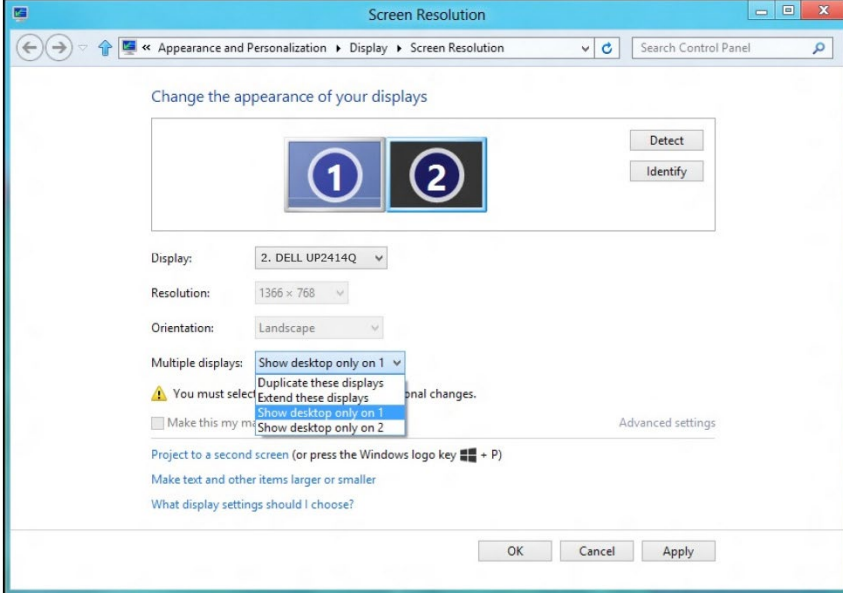 Screen Resolution
« Appearance and Personalization ▸ Display ▸ Screen Resolution
Search Control Panel
Change the appearance of your displays
1
2
Detect
Identify
Display:
2. DELL UP2414Q
Resolution:
1366 × 768
Orientation:
Landscape
Multiple displays:
Show desktop only on 1
Duplicate these displays
Extend these displays
Show desktop only on 1
Show desktop only on 2
You must select
onal changes.
Make this my
Advanced settings
Project to a second screen (or press the Windows logo key + P)
Make text and other items larger or smaller
What display settings should I choose?
OK
Cancel
Apply